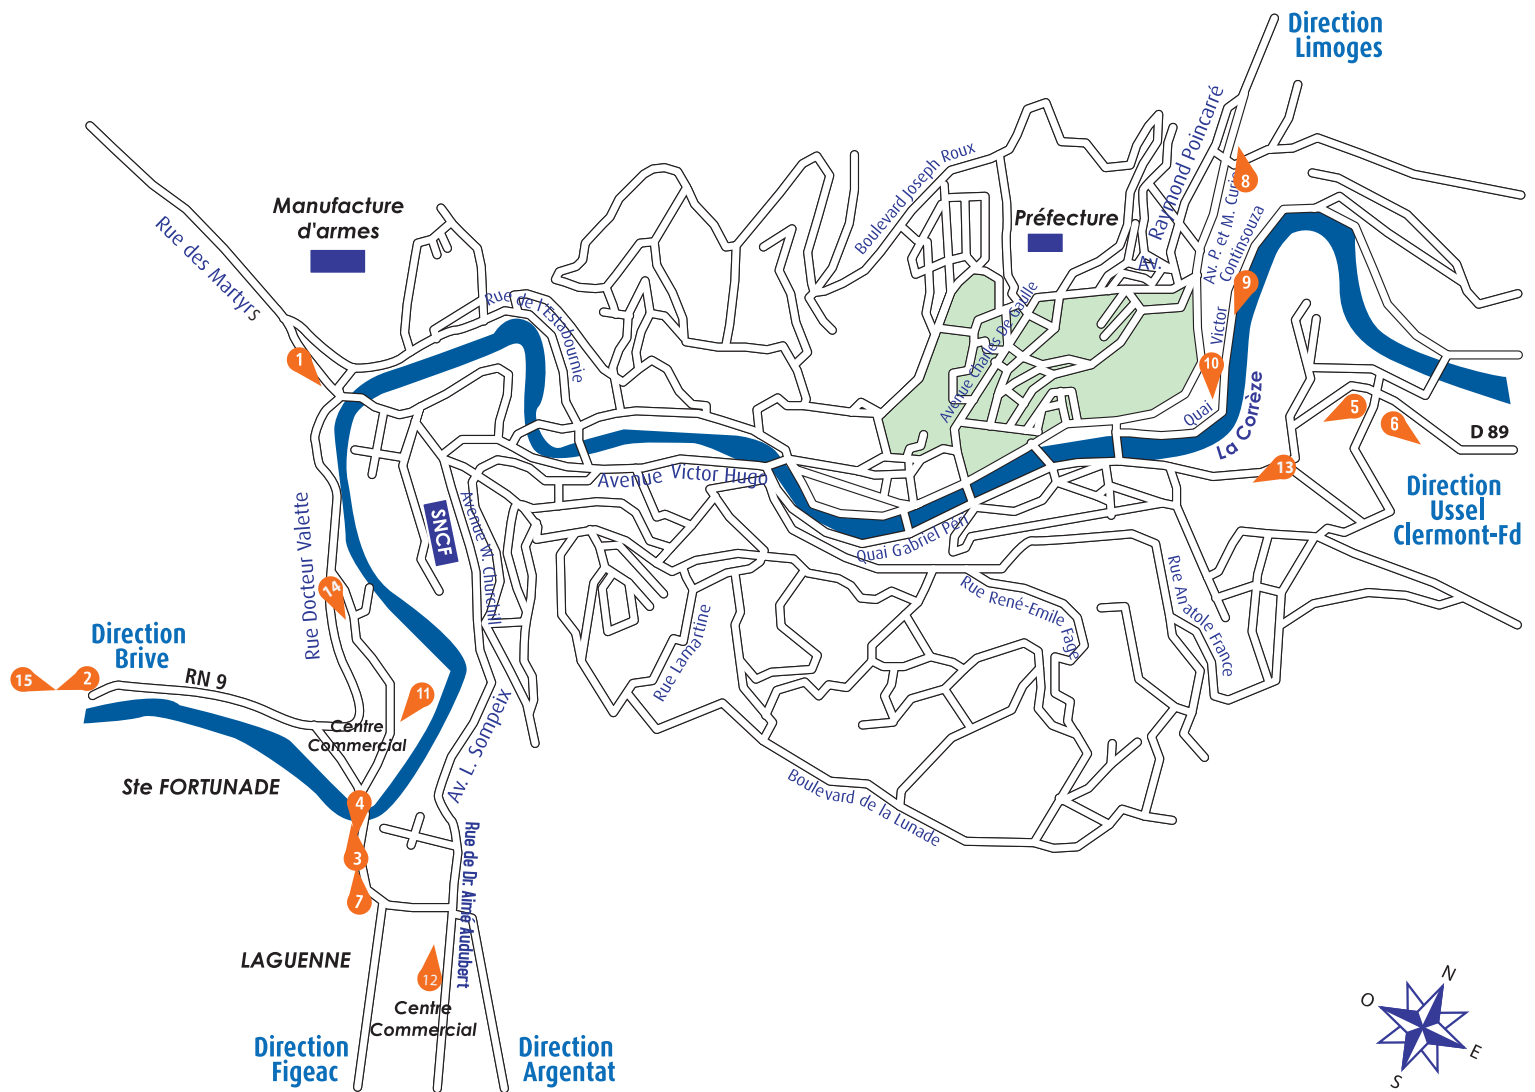 Direction
Limoges
Av. Raymond Poincarré
Boulevard Joseph Roux
8
Manufacture
d'armes
Préfecture
Av. P. et M. Curie
Rue des Martyrs
Quai Victor Continsouza
9
Rue de l'Estabournie
Avenue Charles De Gaulle
1
10
La Corrèze
5
6
D 89
13
Avenue Victor Hugo
Direction
Ussel
Clermont-Fd
SNCF
Avenue W. Churchill
Quai Gabriel Péri
Rue Docteur Valette
14
Rue René-Emile Fage
Rue Anatole France
Rue Lamartine
Direction
Brive
15
2
RN 9
11
Centre
Commercial
Av. L. Sompeix
Ste FORTUNADE
4
Boulevard de la Lunade
3
Rue de Dr. Aimé Audubert
7
LAGUENNE
12
Centre
Commercial
Direction
Figeac
Direction
Argentat
N
O
E
S